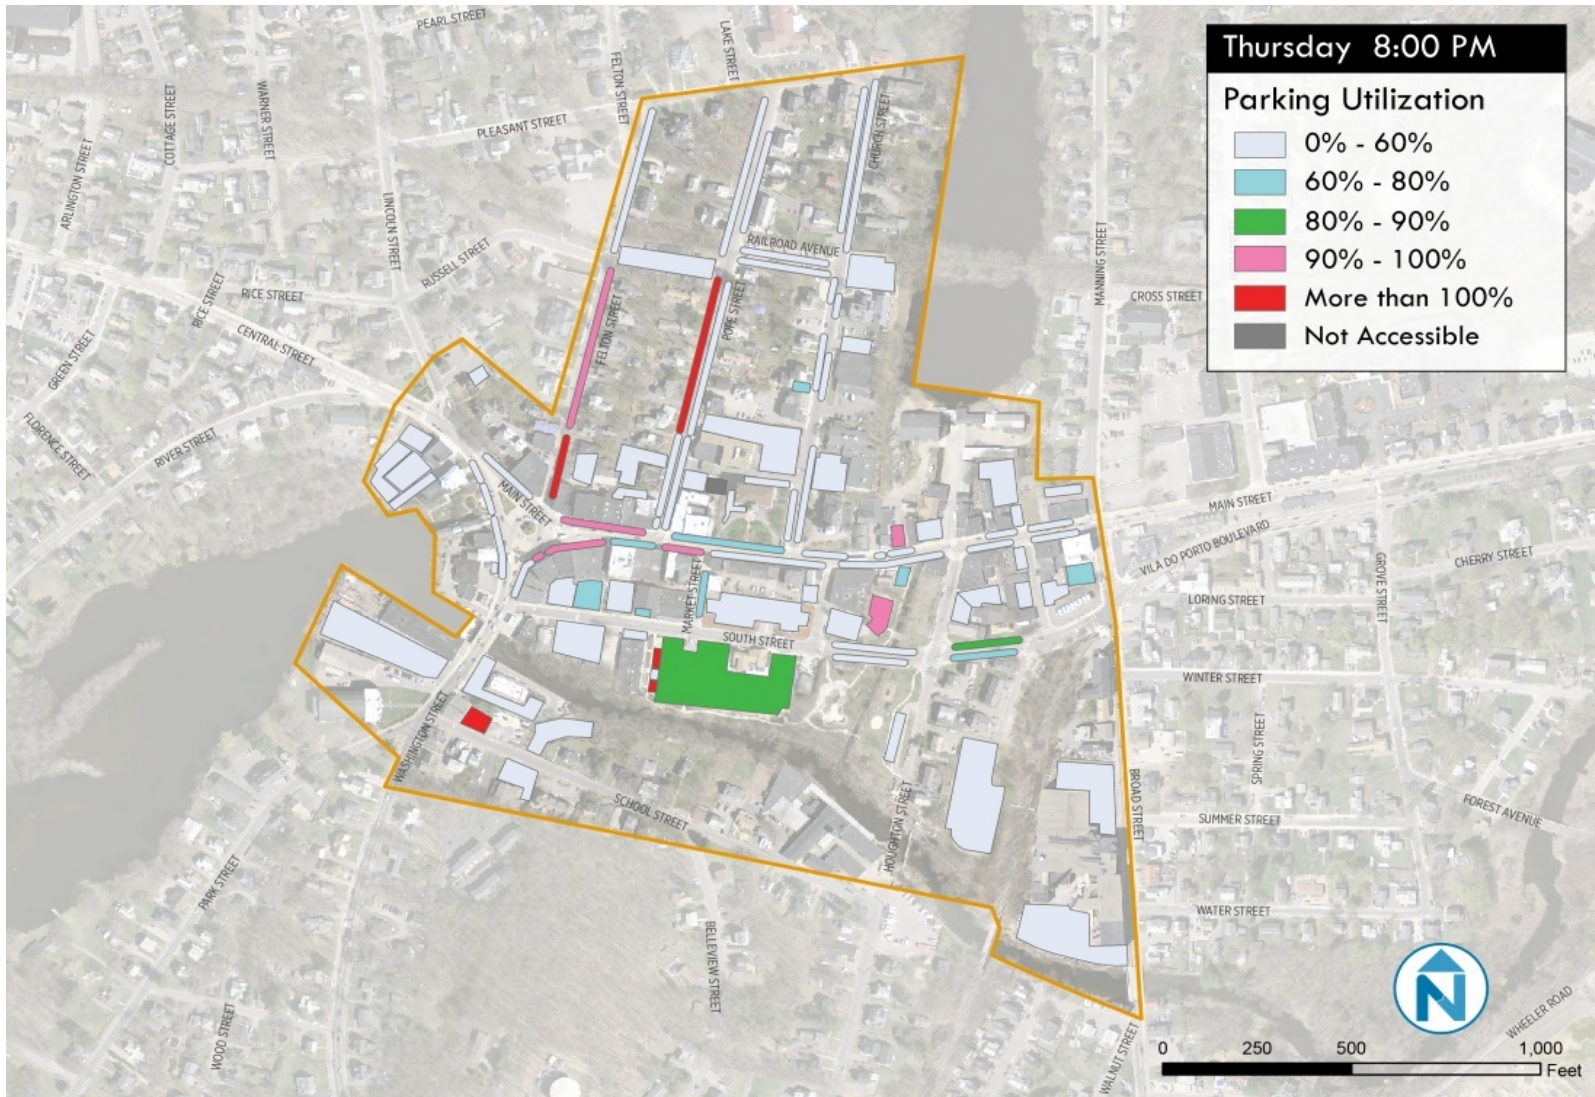 Thursday 8:00 PM
Parking Utilization
0% - 60%
60% - 80%
80% - 90%
90% - 100%
More than 100%
Not Accessible
PEARL STREET
LAKE STREET
FELTON STREET
WARNER STREET
COTTAGE STREET
PLEASANT STREET
CHURCH STREET
ARLINGTON STREET
LINCOLN STREET
RUSSELL STREET
RAILROAD AVENUE
MANNING STREET
RICE STREET
RICE STREET
CROSS STREET
CENTRAL STREET
FELTON STREET
POPE STREET
GREEN STREET
FLORENCE STREET
RIVER STREET
MAIN STREET
MAIN STREET
VILA DO PORTO BOULEVARD
CHERRY STREET
GROVE STREET
MARKET STREET
LORING STREET
SOUTH STREET
WINTER STREET
WASHINGTON STREET
SPRING STREET
SCHOOL STREET
HOUGHTON STREET
BROAD STREET
SUMMER STREET
FOREST AVENUE
PARK STREET
WATER STREET
BELLEVIEW STREET
WOOD STREET
WALNUT STREET
WHEELER ROAD
N
0 250 500 1,000
Feet